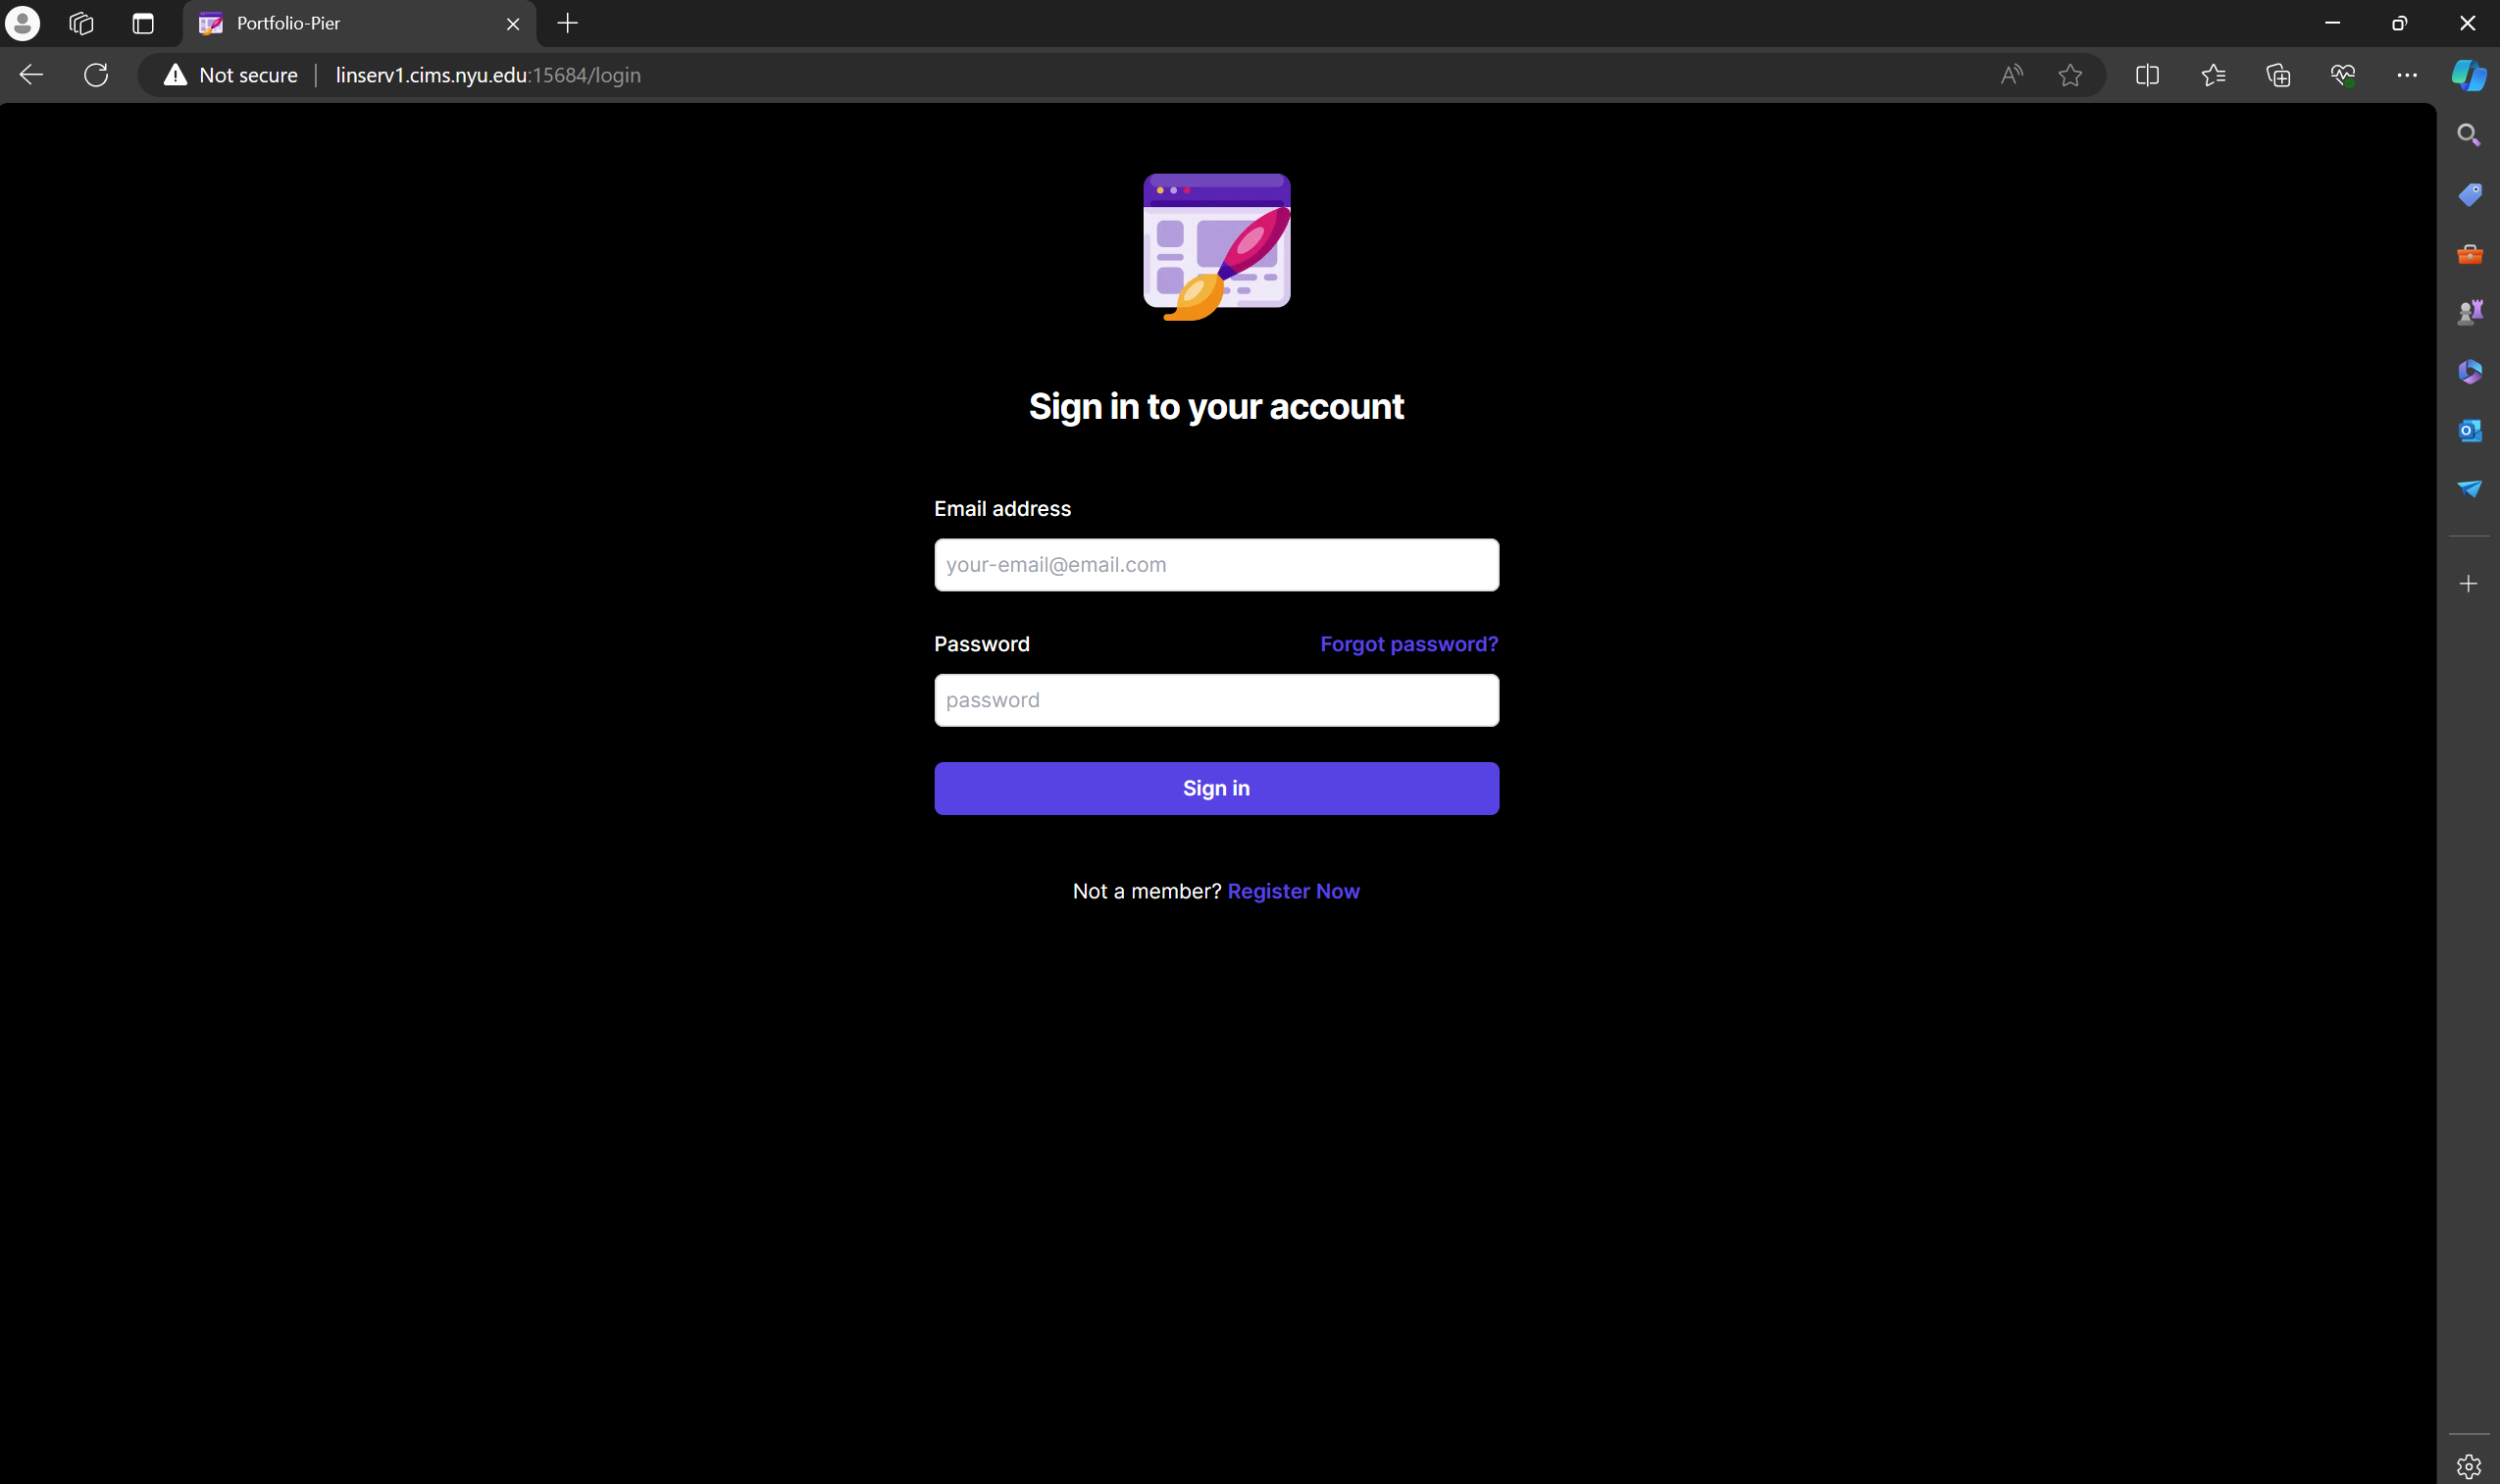 Portfolio-Pier
Not secure linserv1.cims.nyu.edu:15684/login
Sign in to your account
Email address
your-email@email.com
Password Forgot password?
password
Sign in
Not a member? Register Now